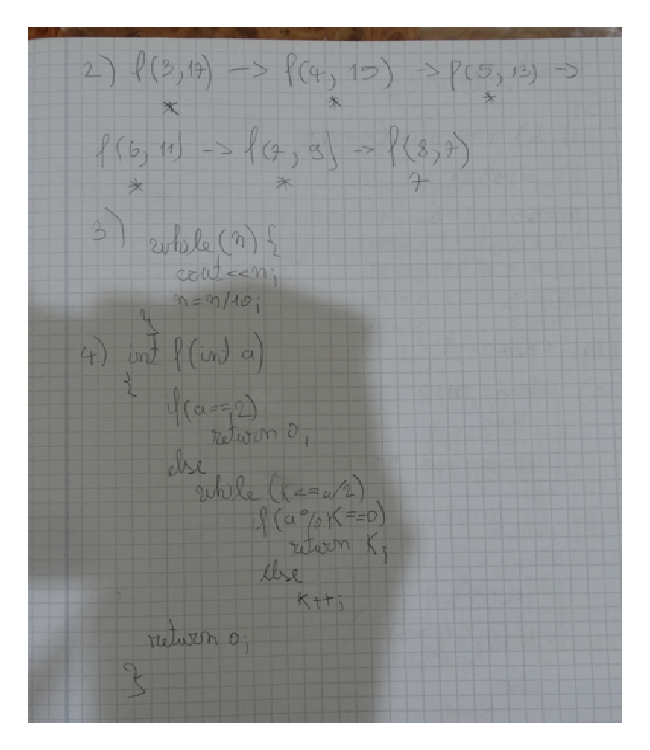 2) f(3,17) -> f(4, 15) -> f(5, 13) ->
* * *
f(6, 11) -> f(7, 9) -> f(8,7)
* * 7
3) while(n) {
cout<<n;
n=n/10;
}
4) int f(int a)
{
if(a==2)
return 0;
else
while (K<=a/2)
if(a%K==0)
return K;
else
K++;
return 0;
}